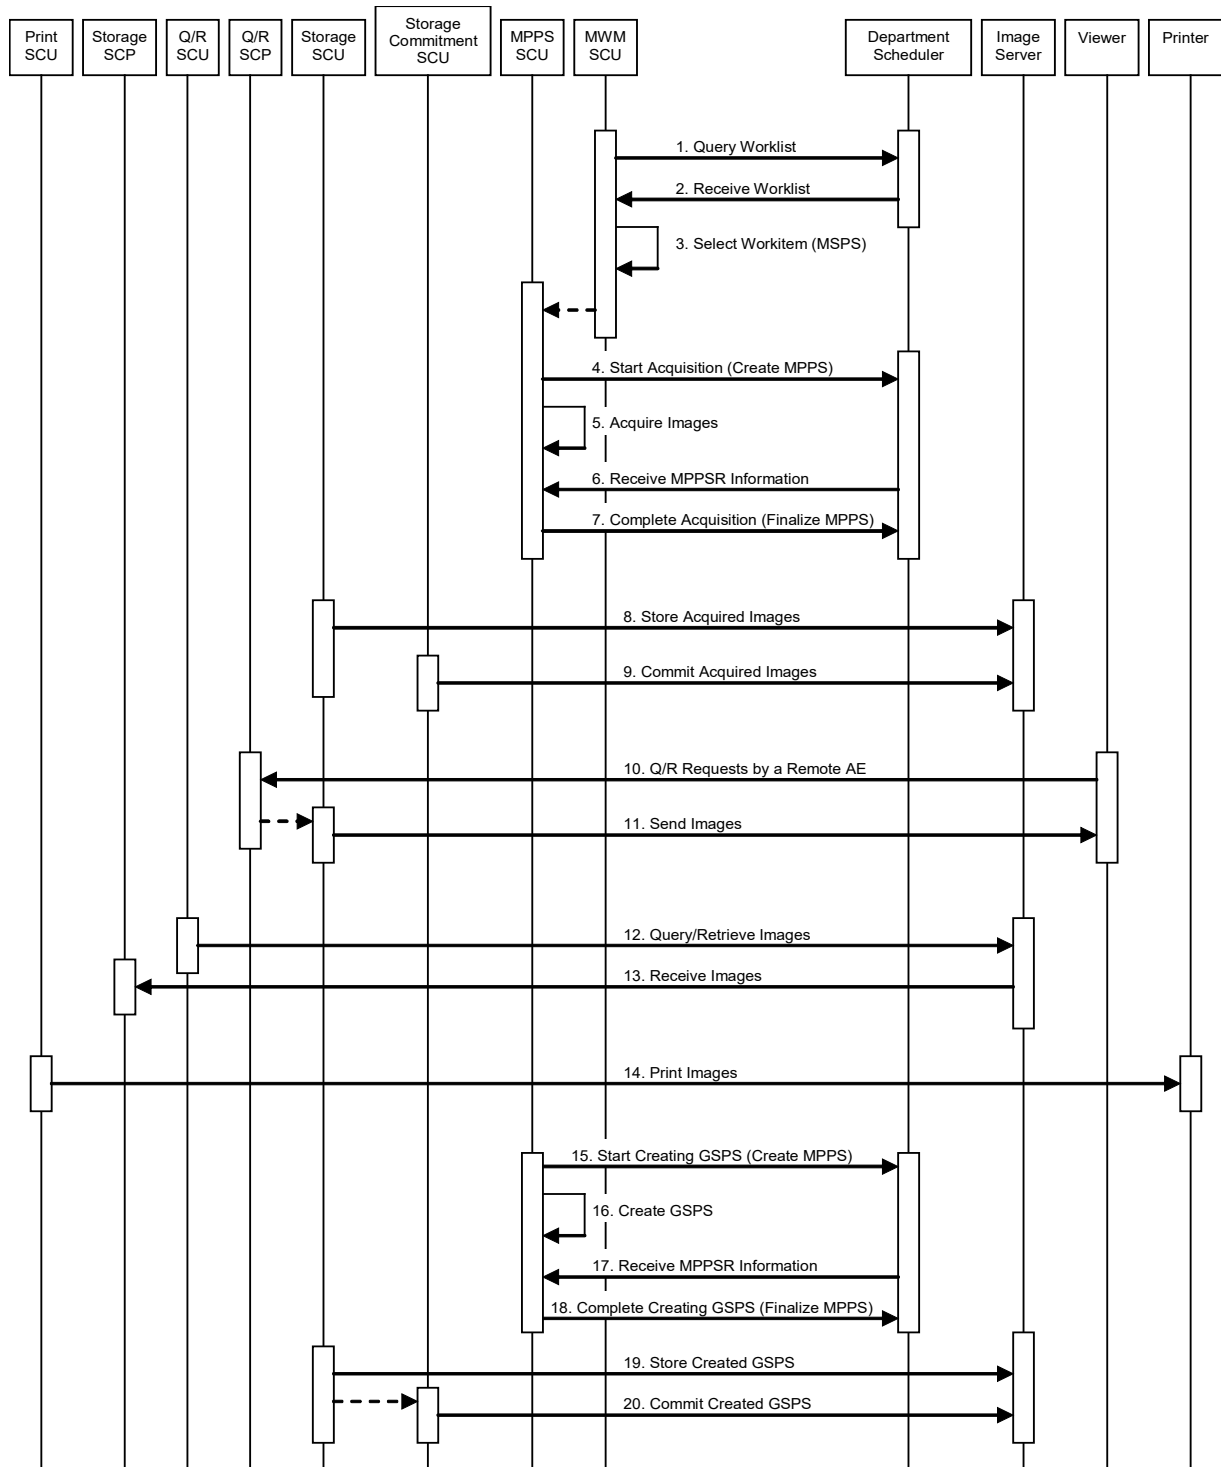 Print
SCU
Storage
SCP
Q/R
SCU
Q/R
SCP
Storage
SCU
Storage
Commitment
SCU
MPPS
SCU
MWM
SCU
Department
Scheduler
Image
Server
Viewer
Printer
1. Query Worklist
2. Receive Worklist
3. Select Workitem (MSPS)
4. Start Acquisition (Create MPPS)
5. Acquire Images
6. Receive MPPSR Information
7. Complete Acquisition (Finalize MPPS)
8. Store Acquired Images
9. Commit Acquired Images
10. Q/R Requests by a Remote AE
11. Send Images
12. Query/Retrieve Images
13. Receive Images
14. Print Images
15. Start Creating GSPS (Create MPPS)
16. Create GSPS
17. Receive MPPSR Information
18. Complete Creating GSPS (Finalize MPPS)
19. Store Created GSPS
20. Commit Created GSPS